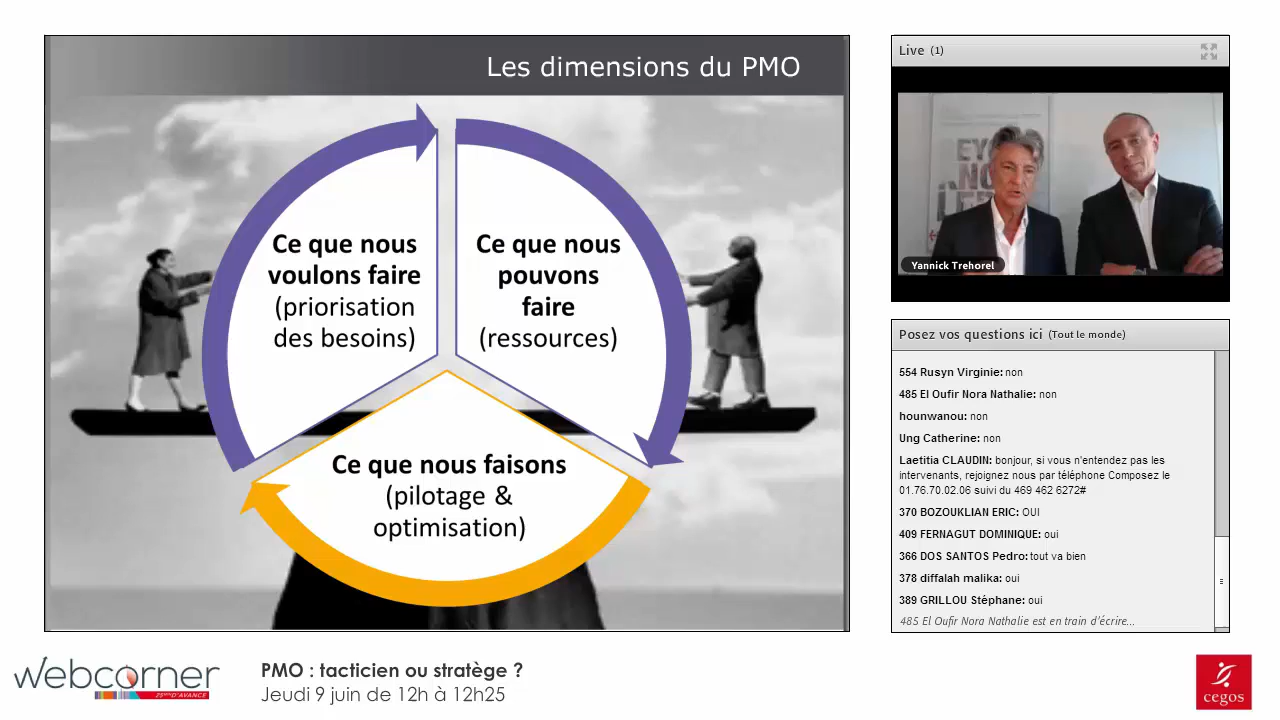 Les dimensions du PMO
Ce que nous
voulons faire
(priorisation
des besoins)
Ce que nous
pouvons
faire
(ressources)
Ce que nous faisons
(pilotage &
optimisation)
Live (1)
EY
NO
Yannick Trehorel
Posez vos questions ici (Tout le monde)
554 Rusyn Virginie: non
485 El Oufir Nora Nathalie: non
hounwanou: non
Ung Catherine: non
Laetitia CLAUDIN: bonjour, si vous n'entendez pas les
intervenants, rejoignez nous par téléphone Composez le
01.76.70.02.06 suivi du 469 462 6272#
370 BOZOUKLIAN ERIC: OUI
409 FERNAGUT DOMINIQUE: oui
366 DOS SANTOS Pedro: tout va bien
378 diffalah malika: oui
389 GRILLOU Stéphane: oui
485 El Oufir Nora Nathalie est en train d'écrire...
webcorner
PMO : tacticien ou stratège ?
Jeudi 9 juin de 12h à 12h25
cegos